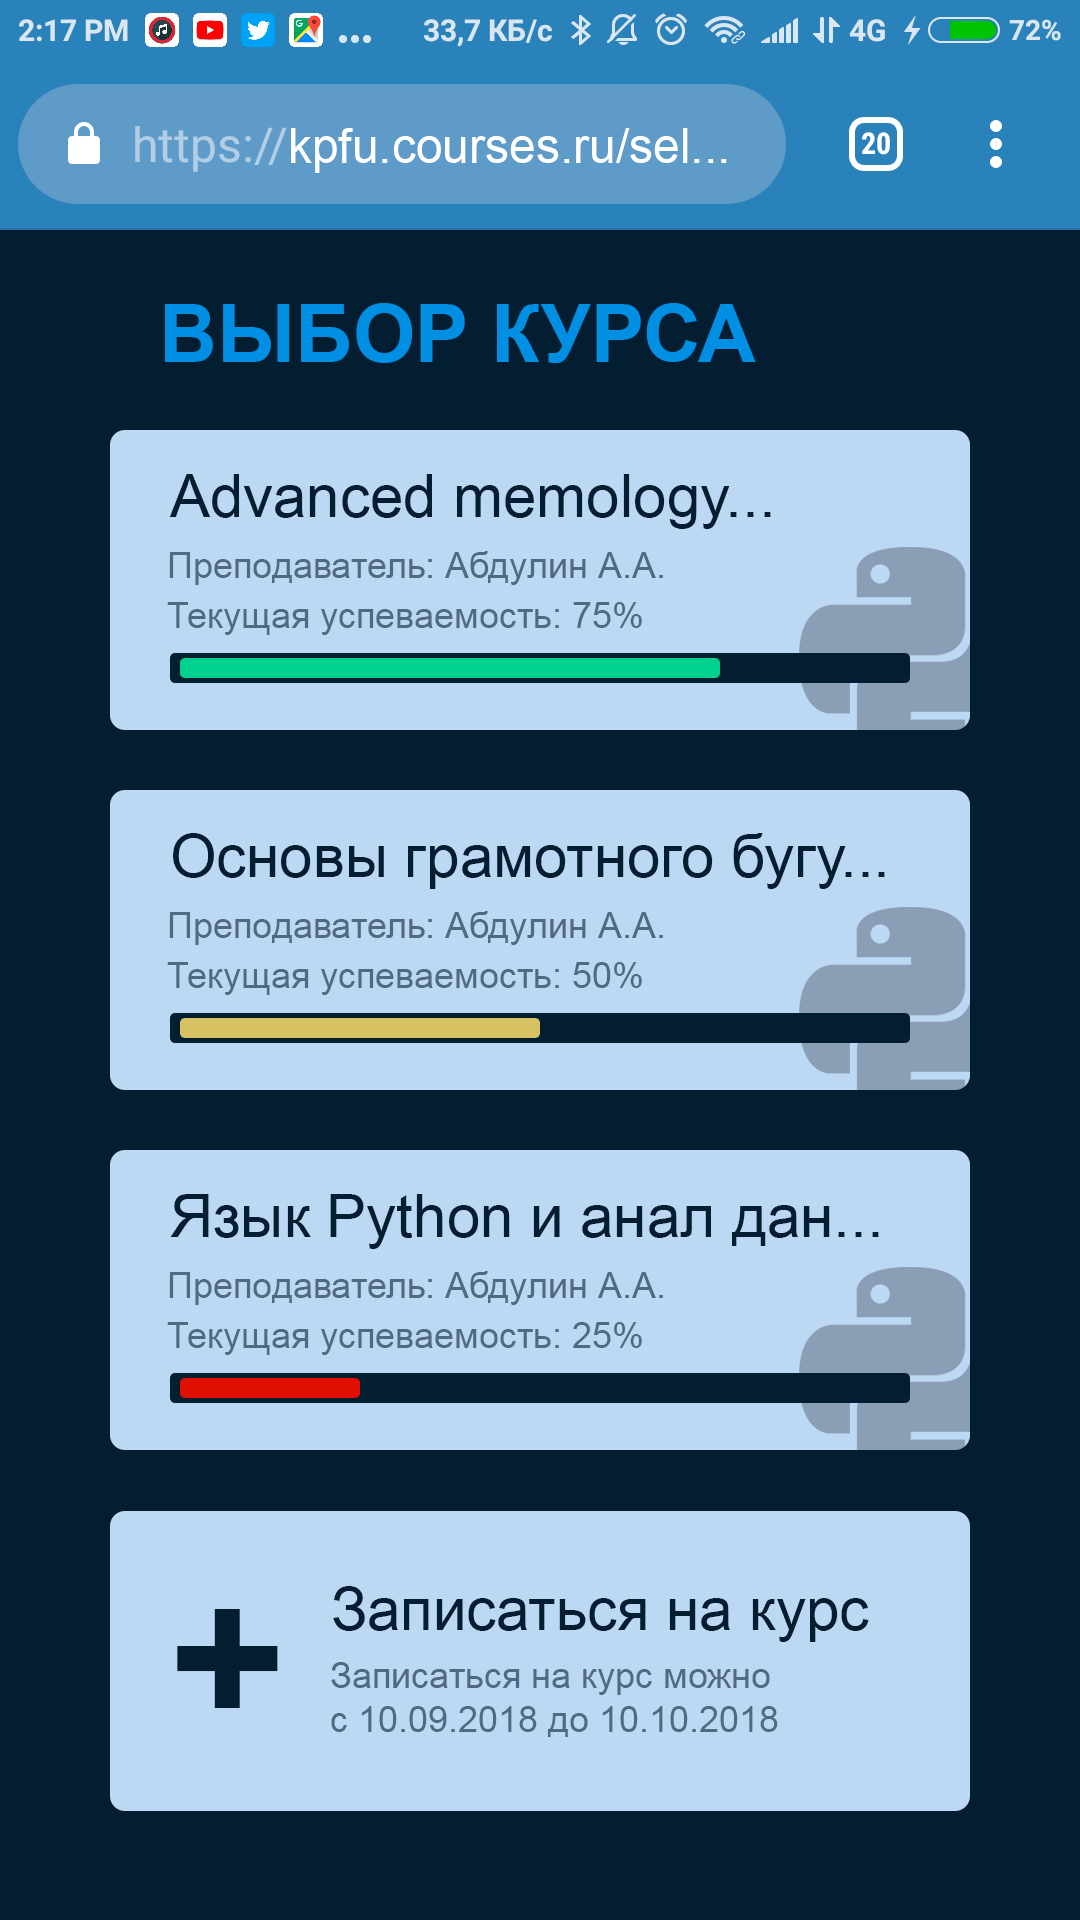 2:17 PM ... 33,7 КБ/с 4G 72%
https://kpfu.courses.ru/sel... 20
ВЫБОР КУРСА
Advanced memology...
Преподаватель: Абдулин А.А.
Текущая успеваемость: 75%
Основы грамотного бугу...
Преподаватель: Абдулин А.А.
Текущая успеваемость: 50%
Язык Python и анал дан...
Преподаватель: Абдулин А.А.
Текущая успеваемость: 25%
Записаться на курс
Записаться на курс можно
с 10.09.2018 до 10.10.2018